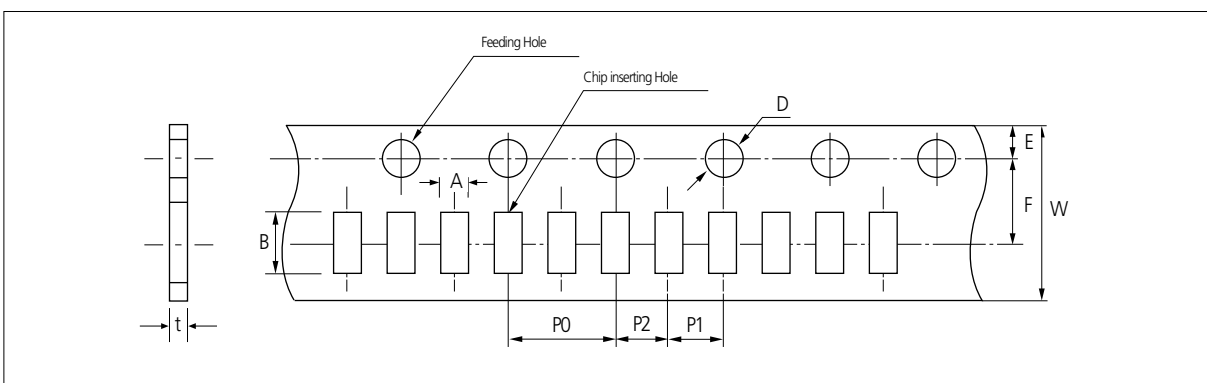 Feeding Hole
Chip inserting Hole
D
E
A
F
W
B
t
P0
P2
P1